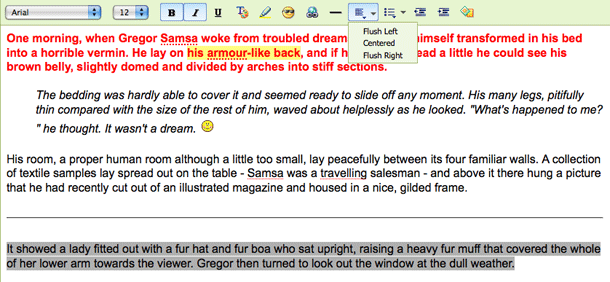 Arial 12 B I U
One morning, when Gregor Samsa woke from troubled dream himself transformed in his bed
Flush Left
into a horrible vermin. He lay on his armour-like back, and if h ead a little he could see his
Centered
brown belly, slightly domed and divided by arches into stiff sections.
Flush Right
The bedding was hardly able to cover it and seemed ready to slide off any moment. His many legs, pitifully
thin compared with the size of the rest of him, waved about helplessly as he looked. "What's happened to me?
" he thought. It wasn't a dream.
His room, a proper human room although a little too small, lay peacefully between its four familiar walls. A collection
of textile samples lay spread out on the table - Samsa was a travelling salesman - and above it there hung a picture
that he had recently cut out of an illustrated magazine and housed in a nice, gilded frame.
It showed a lady fitted out with a fur hat and fur boa who sat upright, raising a heavy fur muff that covered the whole
of her lower arm towards the viewer. Gregor then turned to look out the window at the dull weather.